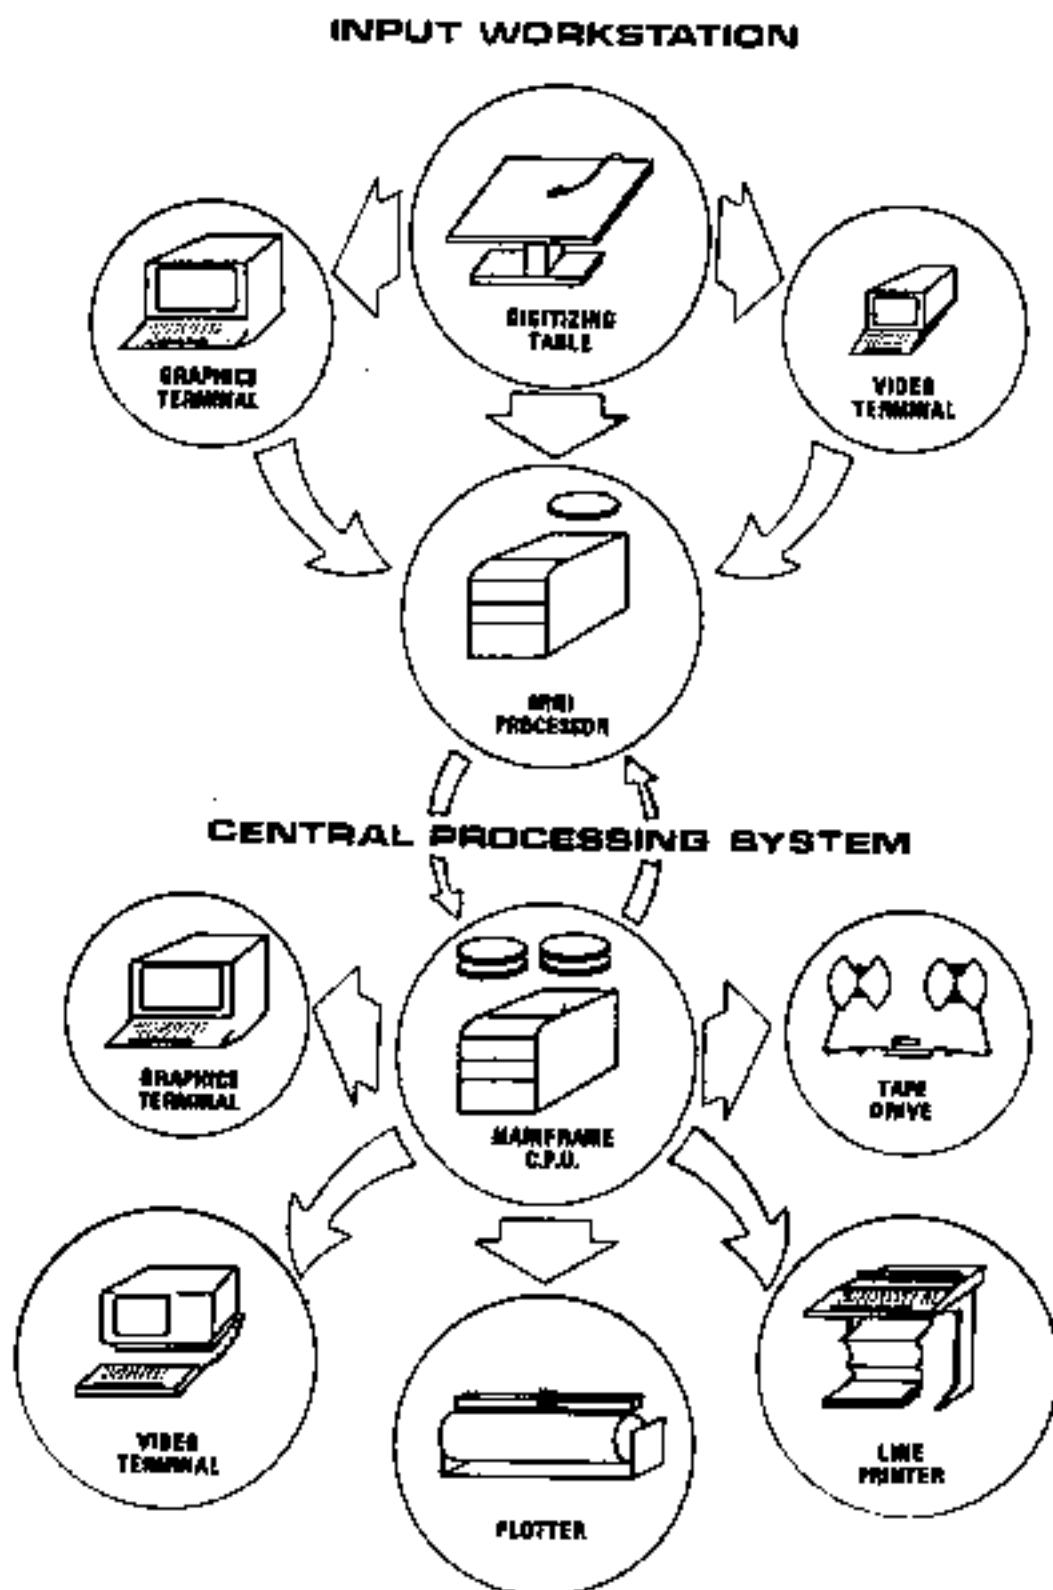 INPUT WORKSTATION
DIGITIZING
TABLE
GRAPHICS
TERMINAL
VIDEO
TERMINAL
MINI
PROCESSOR
CENTRAL PROCESSING SYSTEM
GRAPHICS
TERMINAL
MAINFRAME
C.P.U.
TAPE
DRIVE
VIDEO
TERMINAL
PLOTTER
LINE
PRINTER